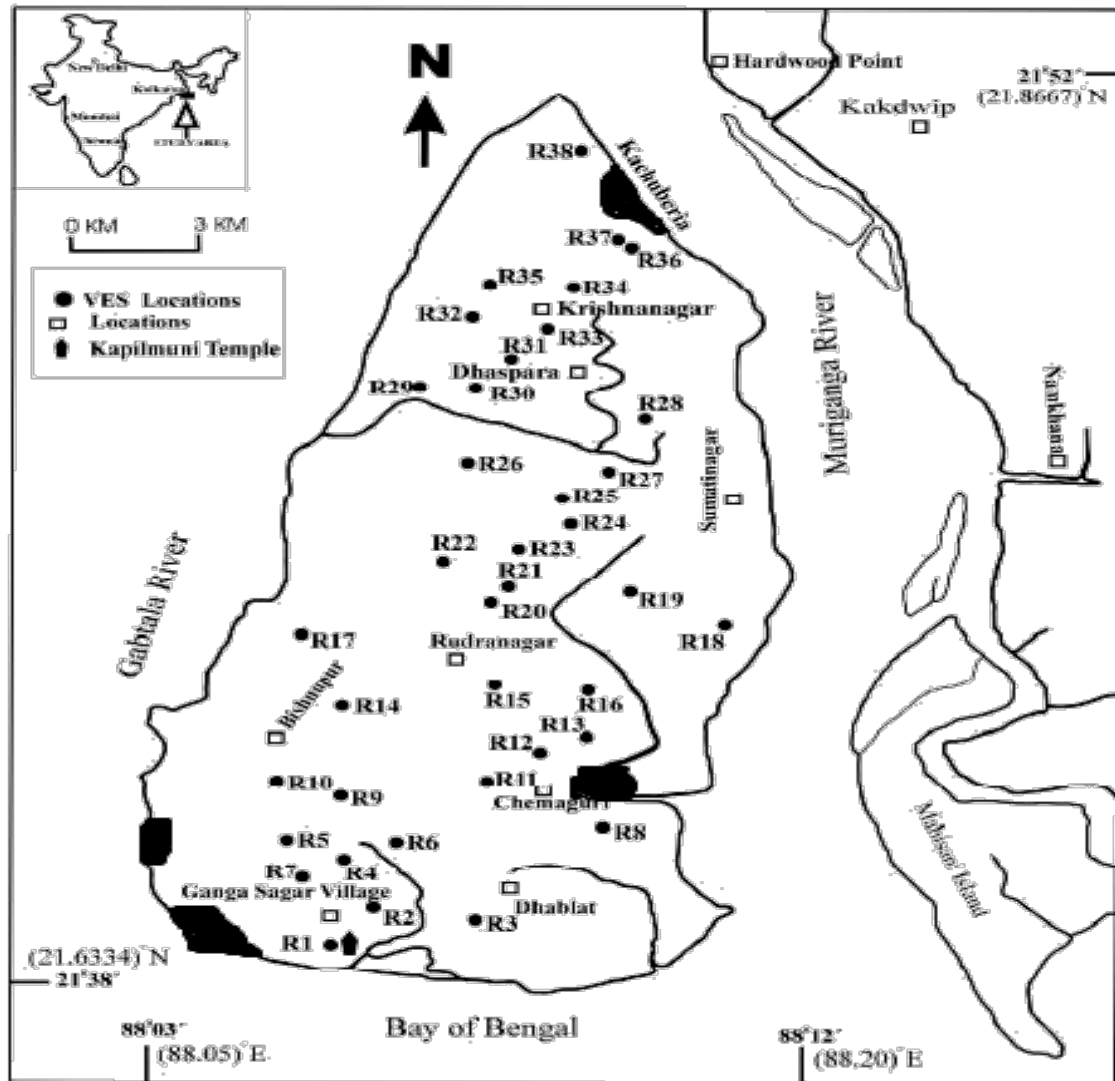 New Delhi
Kolkata
Mumbai
STUDY AREA
0 KM 3 KM
VES Locations
Locations
Kapilmuni Temple
N
Hardwood Point
21°52'
(21.8667)°N
Kakdwip
R38
Kachuberia
R37
R36
R35
R34
R32
Krishnanagar
R33
R31
Dhaspara
R29
R30
R28
Muriganga River
Namkhana
R26
R27
Sumatinagar
R25
R24
R22
R23
R21
R20
R19
R18
Gabtala River
R17
Rudranagar
Bishnupur
R14
R15
R16
R13
R12
R10
R9
R11
Chemaguri
R8
R5
R6
R4
R7
Ganga Sagar Village
R2
Dhablat
R3
R1
Mahisani Island
(21.6334)°N
21°38'
88°03'
(88.05)°E
Bay of Bengal
88°12'
(88.20)°E